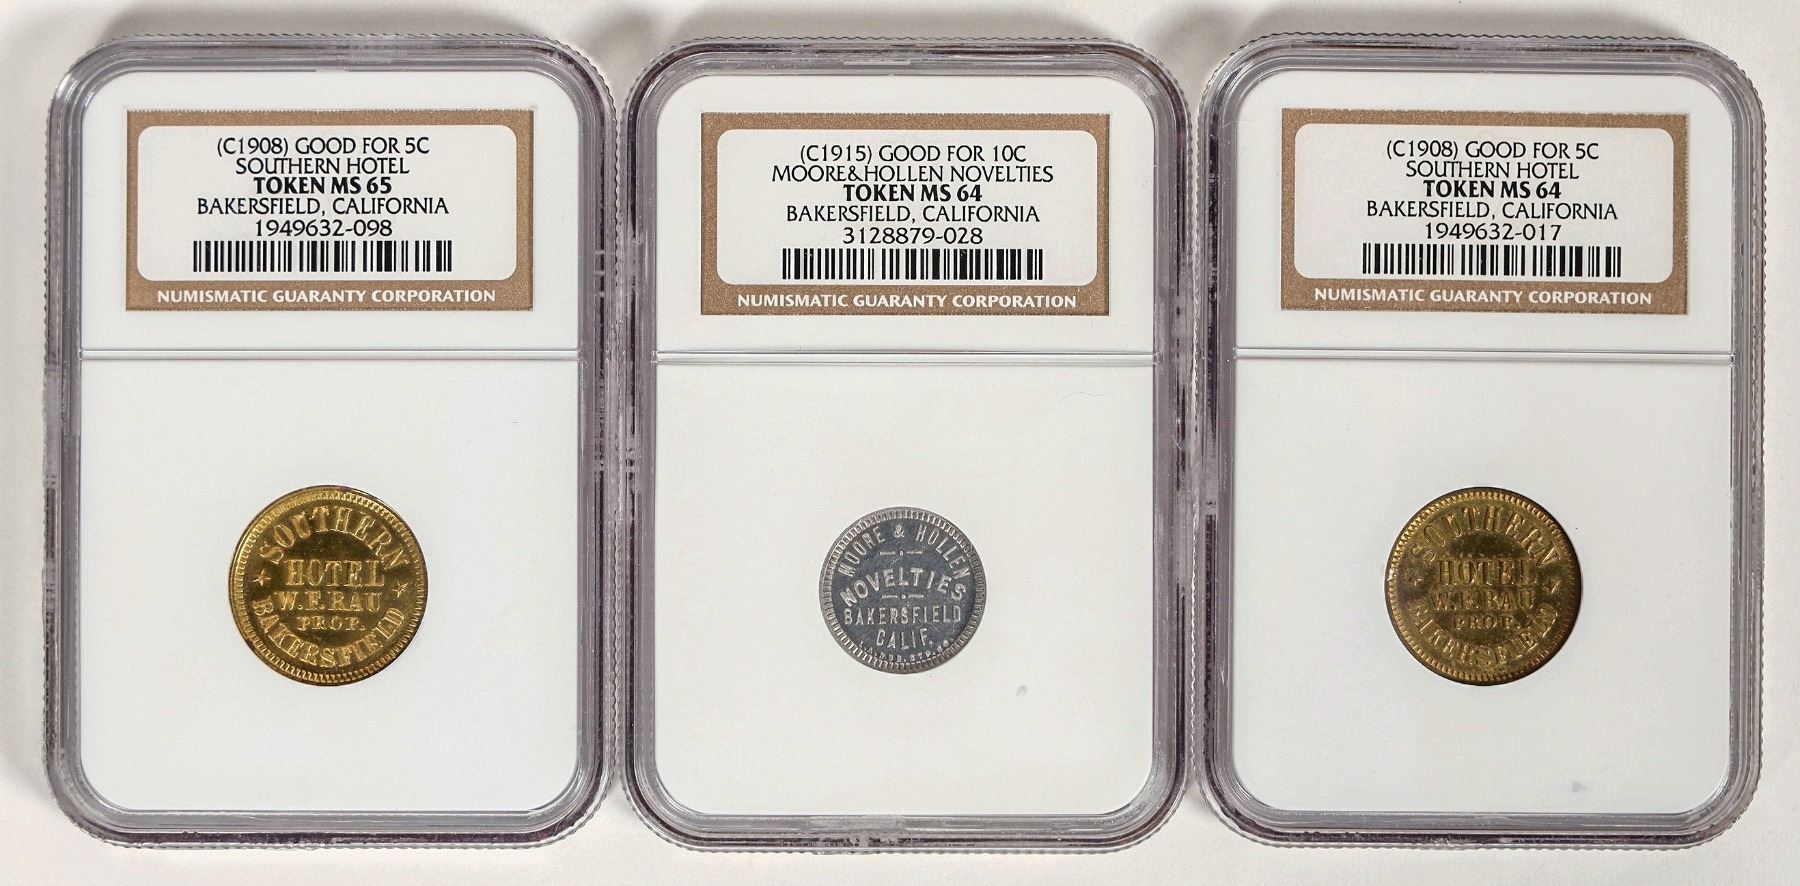 (C1908) GOOD FOR 5C
SOUTHERN HOTEL
TOKEN MS 65
BAKERSFIELD, CALIFORNIA
1949632-098
NUMISMATIC GUARANTY CORPORATION
SOUTHERN
HOTEL
W.F. RAU
PROP.
BAKERSFIELD
(C1915) GOOD FOR 10C
MOORE&HOLLEN NOVELTIES
TOKEN MS 64
BAKERSFIELD, CALIFORNIA
3128879-028
NUMISMATIC GUARANTY CORPORATION
MOORE & HOLLEN
NOVELTIES
BAKERSFIELD
CALIF.
(C1908) GOOD FOR 5C
SOUTHERN HOTEL
TOKEN MS 64
BAKERSFIELD, CALIFORNIA
1949632-017
NUMISMATIC GUARANTY CORPORATION
SOUTHERN
HOTEL
W.F. RAU
PROP.
BAKERSFIELD